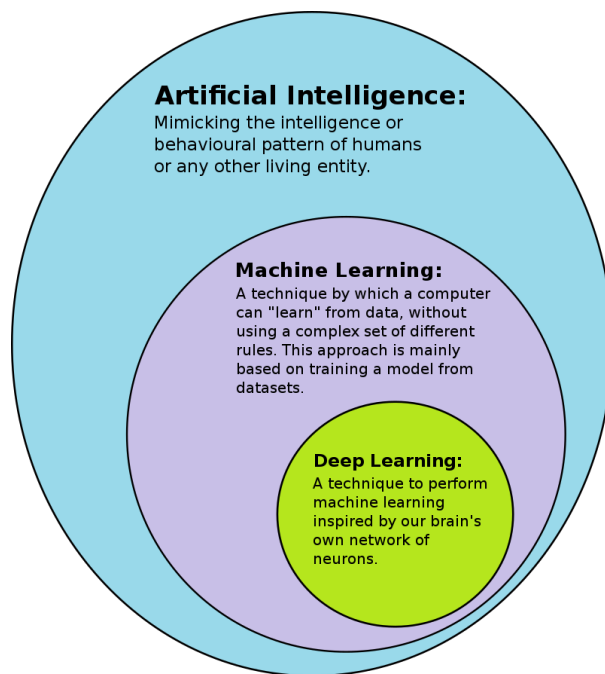 Artificial Intelligence:
Mimicking the intelligence or
behavioural pattern of humans
or any other living entity.
Machine Learning:
A technique by which a computer
can "learn" from data, without
using a complex set of different
rules. This approach is mainly
based on training a model from
datasets.
Deep Learning:
A technique to perform
machine learning
inspired by our brain's
own network of
neurons.